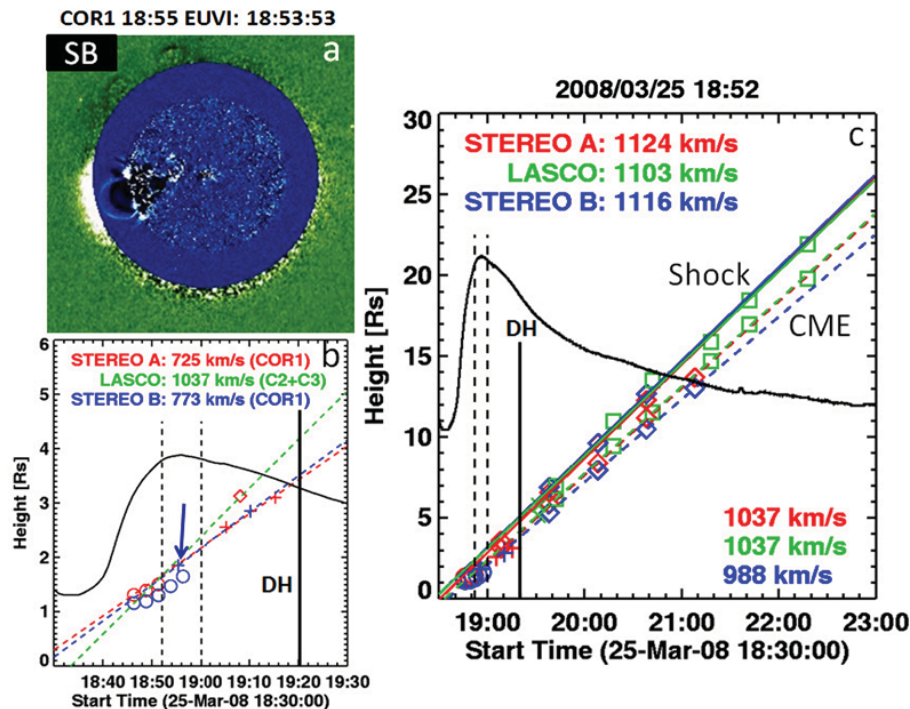 COR1 18:55 EUVI: 18:53:53
SB
a
b
STEREO A: 725 km/s (COR1)
LASCO: 1037 km/s (C2+C3)
STEREO B: 773 km/s (COR1)
Height [Rs]
6
5
4
3
2
1
0
DH
18:40 18:50 19:00 19:10 19:20 19:30
Start Time (25-Mar-08 18:30:00)
2008/03/25 18:52
c
STEREO A: 1124 km/s
LASCO: 1103 km/s
STEREO B: 1116 km/s
Height [Rs]
30
25
20
15
10
5
0
Shock
CME
DH
1037 km/s
1037 km/s
988 km/s
19:00 20:00 21:00 22:00 23:00
Start Time (25-Mar-08 18:30:00)